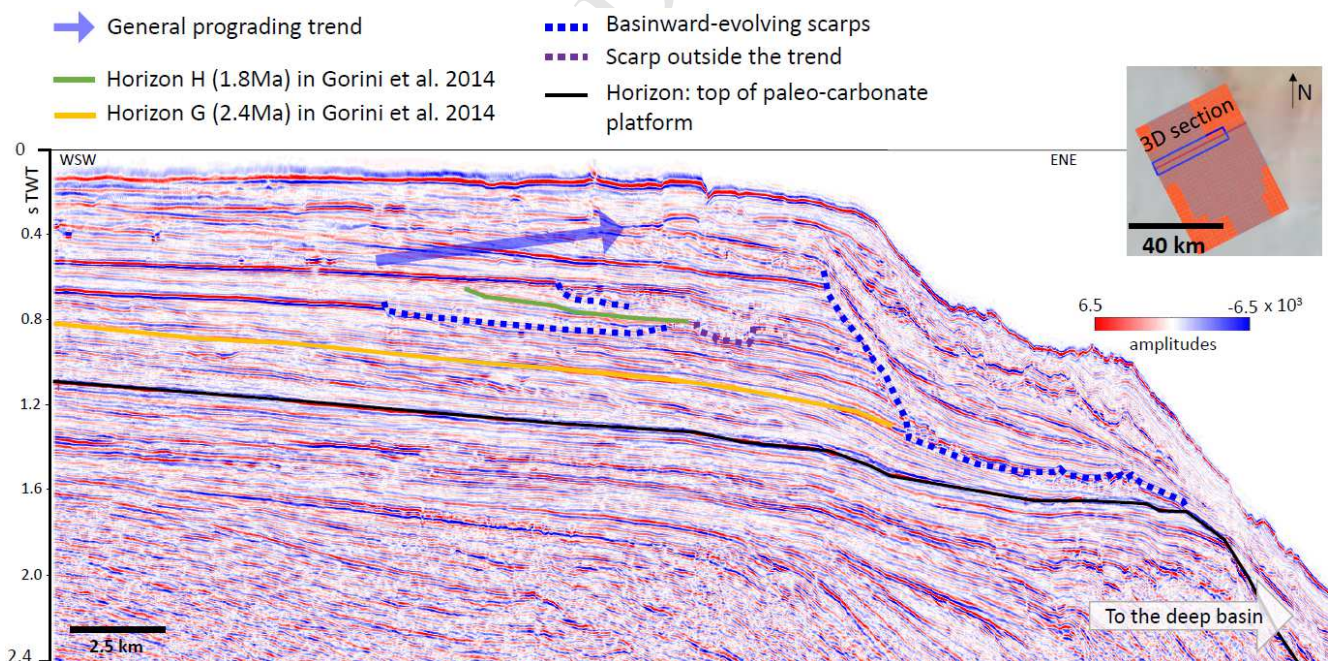 General prograding trend
Horizon H (1.8Ma) in Gorini et al. 2014
Horizon G (2.4Ma) in Gorini et al. 2014
Basinward-evolving scarps
Scarp outside the trend
Horizon: top of paleo-carbonate
platform
N
3D section
40 km
0
WSW
ENE
s TWT
0.4
0.8
1.2
1.6
2.0
2.4
6.5
-6.5 x 10³
amplitudes
To the deep basin
2.5 km